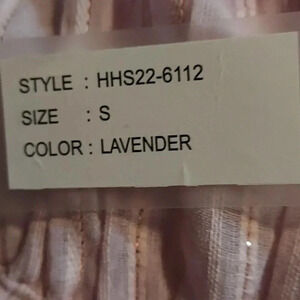 STYLE : HHS22-6112
SIZE : S
COLOR : LAVENDER